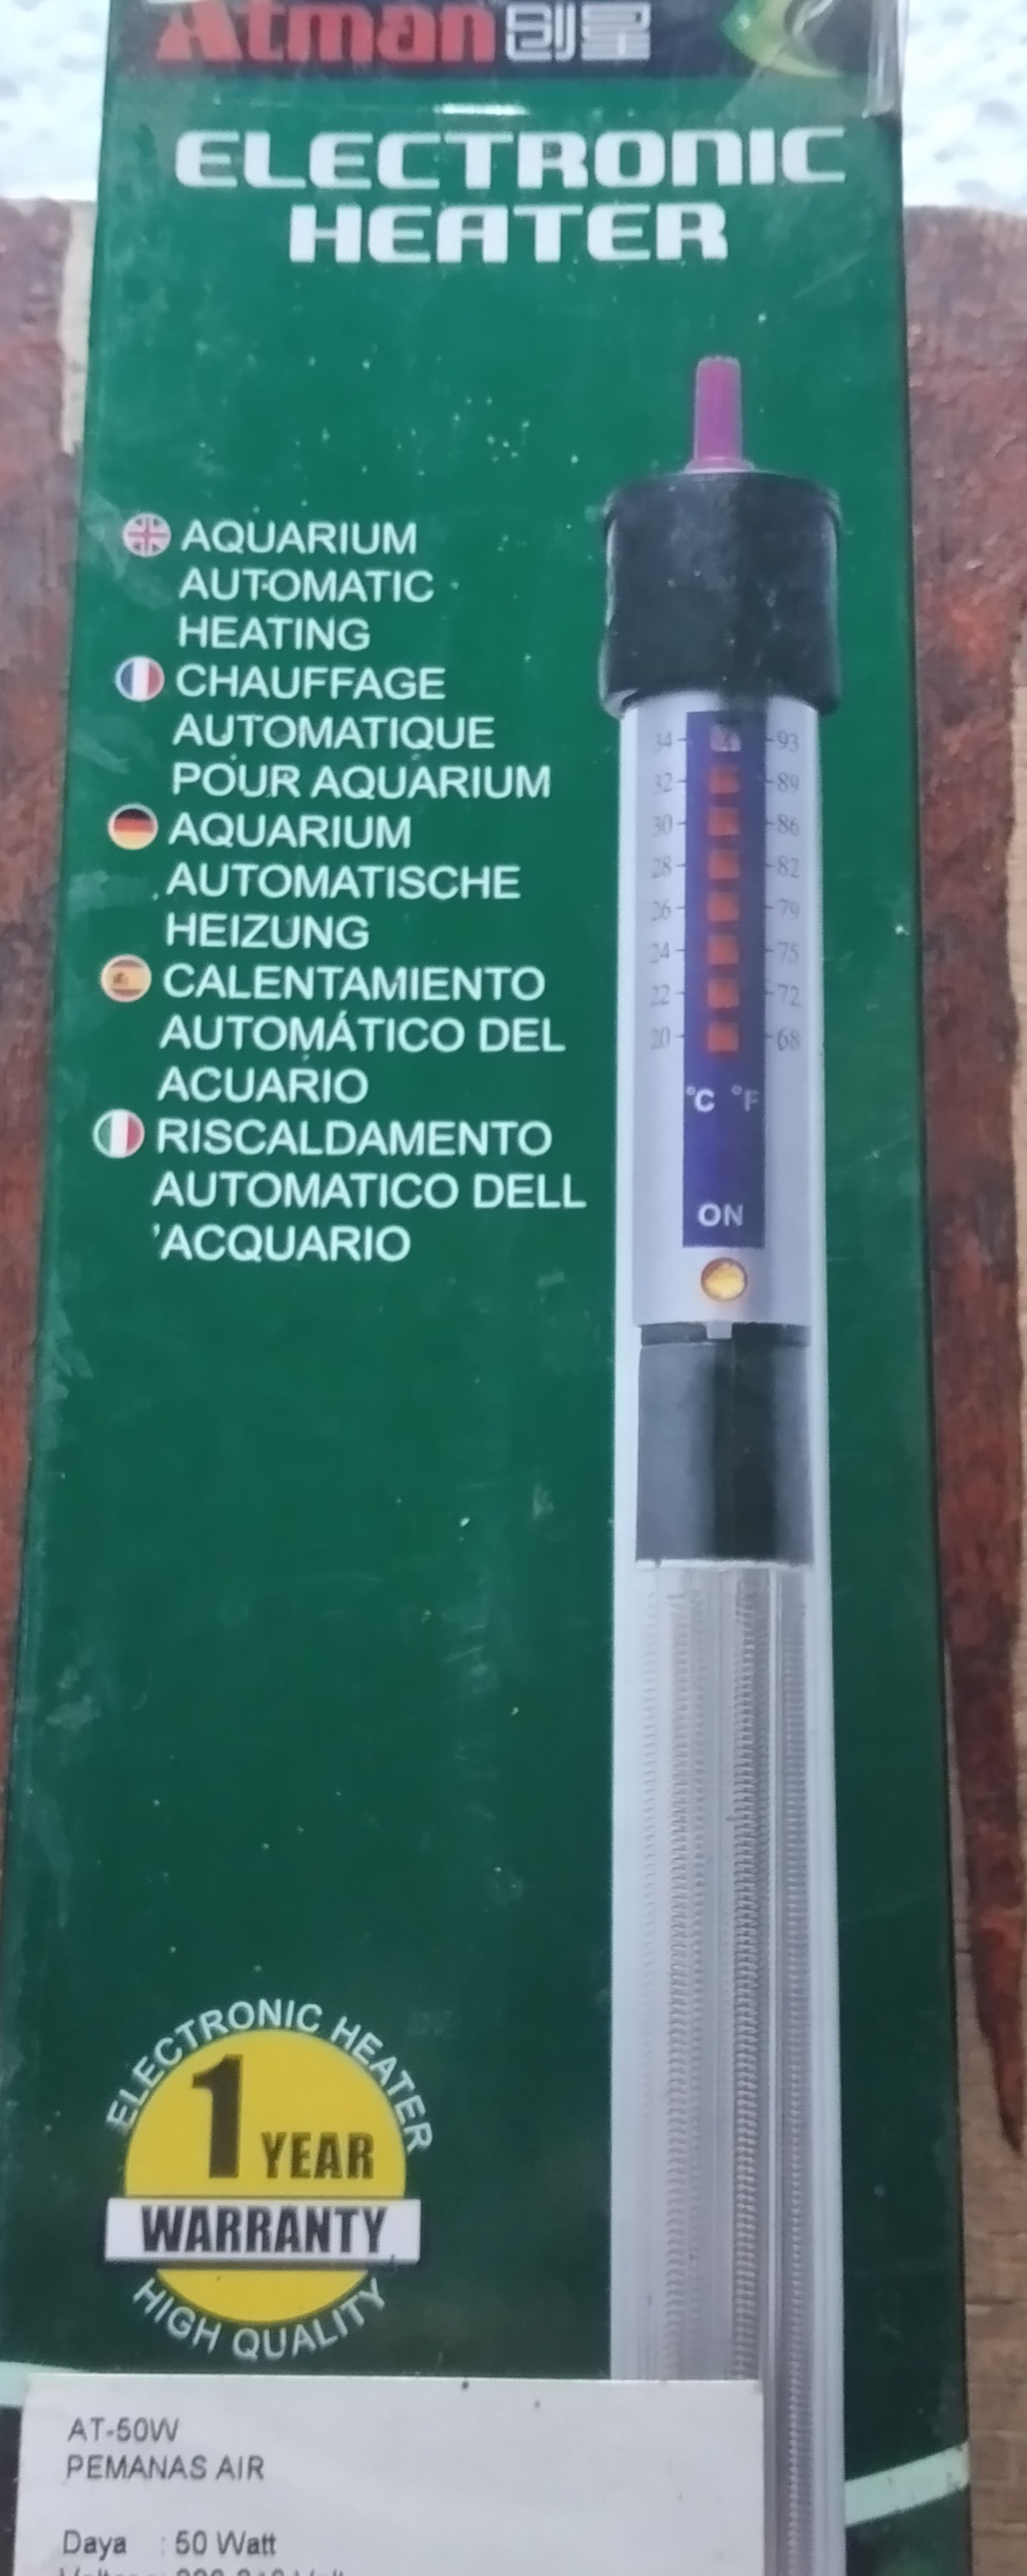 Atman 创星
ELECTRONIC
HEATER
AQUARIUM
AUTOMATIC
HEATING
CHAUFFAGE
AUTOMATIQUE
POUR AQUARIUM
AQUARIUM
AUTOMATISCHE
HEIZUNG
CALENTAMIENTO
AUTOMÁTICO DEL
ACUARIO
RISCALDAMENTO
AUTOMATICO DELL
'ACQUARIO
34 93
32 89
30 86
28 82
26 79
24 75
22 72
20 68
°C °F
ON
ELECTRONIC HEATER
1 YEAR
WARRANTY
HIGH QUALITY
AT-50W
PEMANAS AIR
Daya : 50 Watt